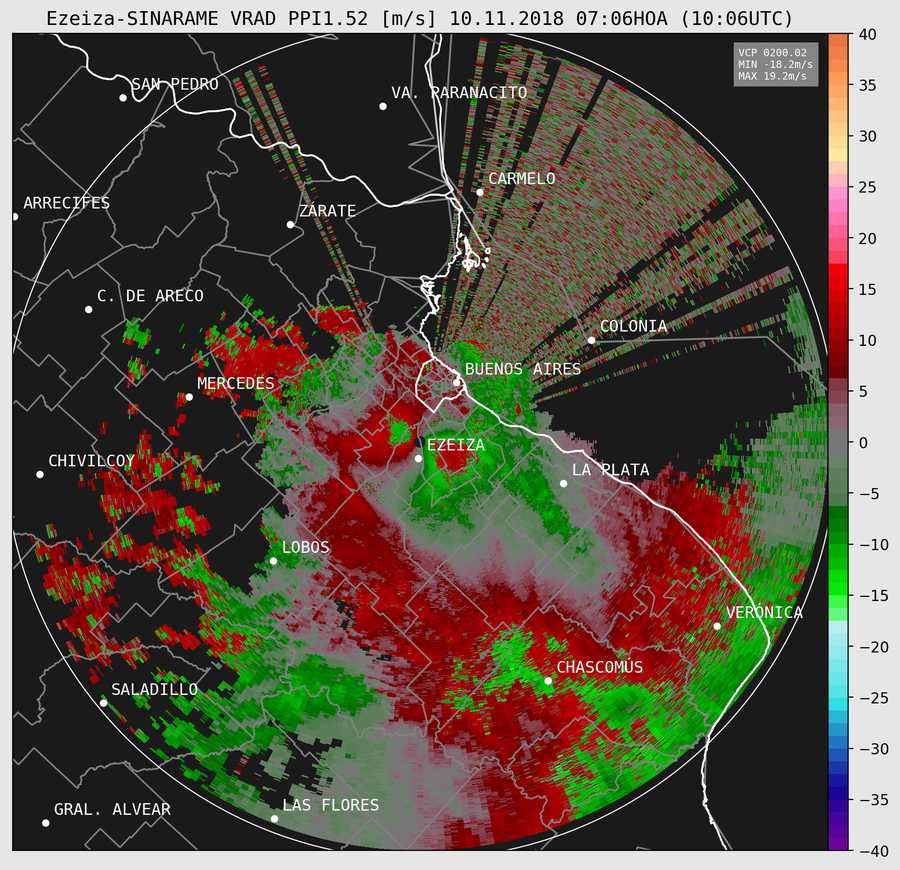 Ezeiza-SINARAME VRAD PPI1.52 [m/s] 10.11.2018 07:06HOA (10:06UTC)
VCP 0200.02
MIN -18.2m/s
MAX 19.2m/s
SAN PEDRO
VA. PARANACITO
CARMELO
ARRECIFES
ZÁRATE
C. DE ARECO
COLONIA
BUENOS AIRES
MERCEDES
EZEIZA
CHIVILCOY
LA PLATA
LOBOS
VERÓNICA
CHASCOMÚS
SALADILLO
LAS FLORES
GRAL. ALVEAR
40
35
30
25
20
15
10
5
0
−5
−10
−15
−20
−25
−30
−35
−40